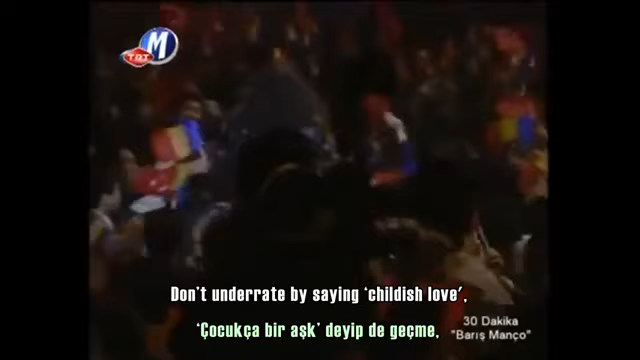 TRT
M
Don't underrate by saying 'childish love',
'Çocukça bir aşk' deyip de geçme,
30 Dakika
"Barış Manço"